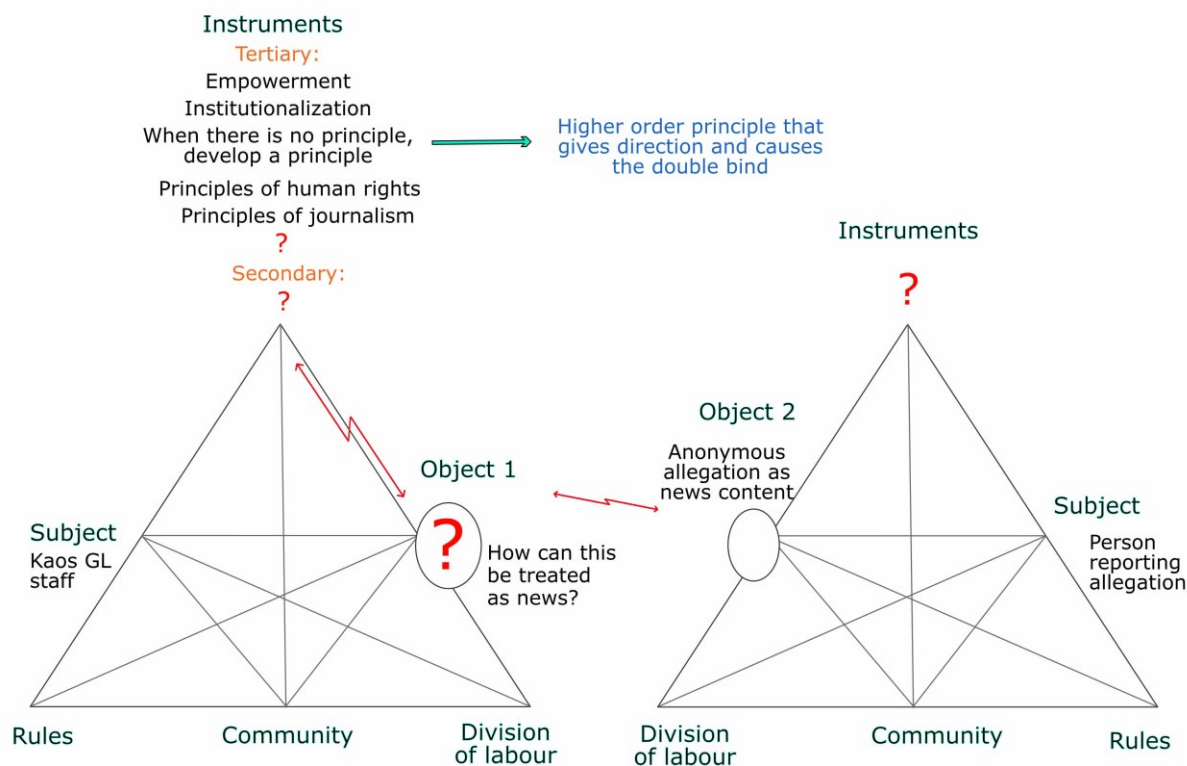 Instruments
Tertiary:
Empowerment
Institutionalization
When there is no principle,
develop a principle
Principles of human rights
Principles of journalism
?
Secondary:
?
Higher order principle that
gives direction and causes
the double bind
Instruments
?
Object 1
?
How can this
be treated
as news?
Subject
Kaos GL
staff
Object 2
Anonymous
allegation as
news content
Subject
Person
reporting
allegation
Rules
Community
Division
of labour
Division
of labour
Community
Rules